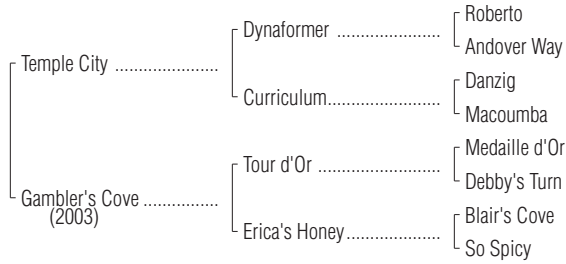 Roberto
Dynaformer ....................
Andover Way
Temple City ....................
Danzig
Curriculum......................
Macoumba
Medaille d'Or
Tour d'Or .......................
Debby's Turn
Gambler's Cove ...............
(2003)
Blair's Cove
Erica's Honey..................
So Spicy